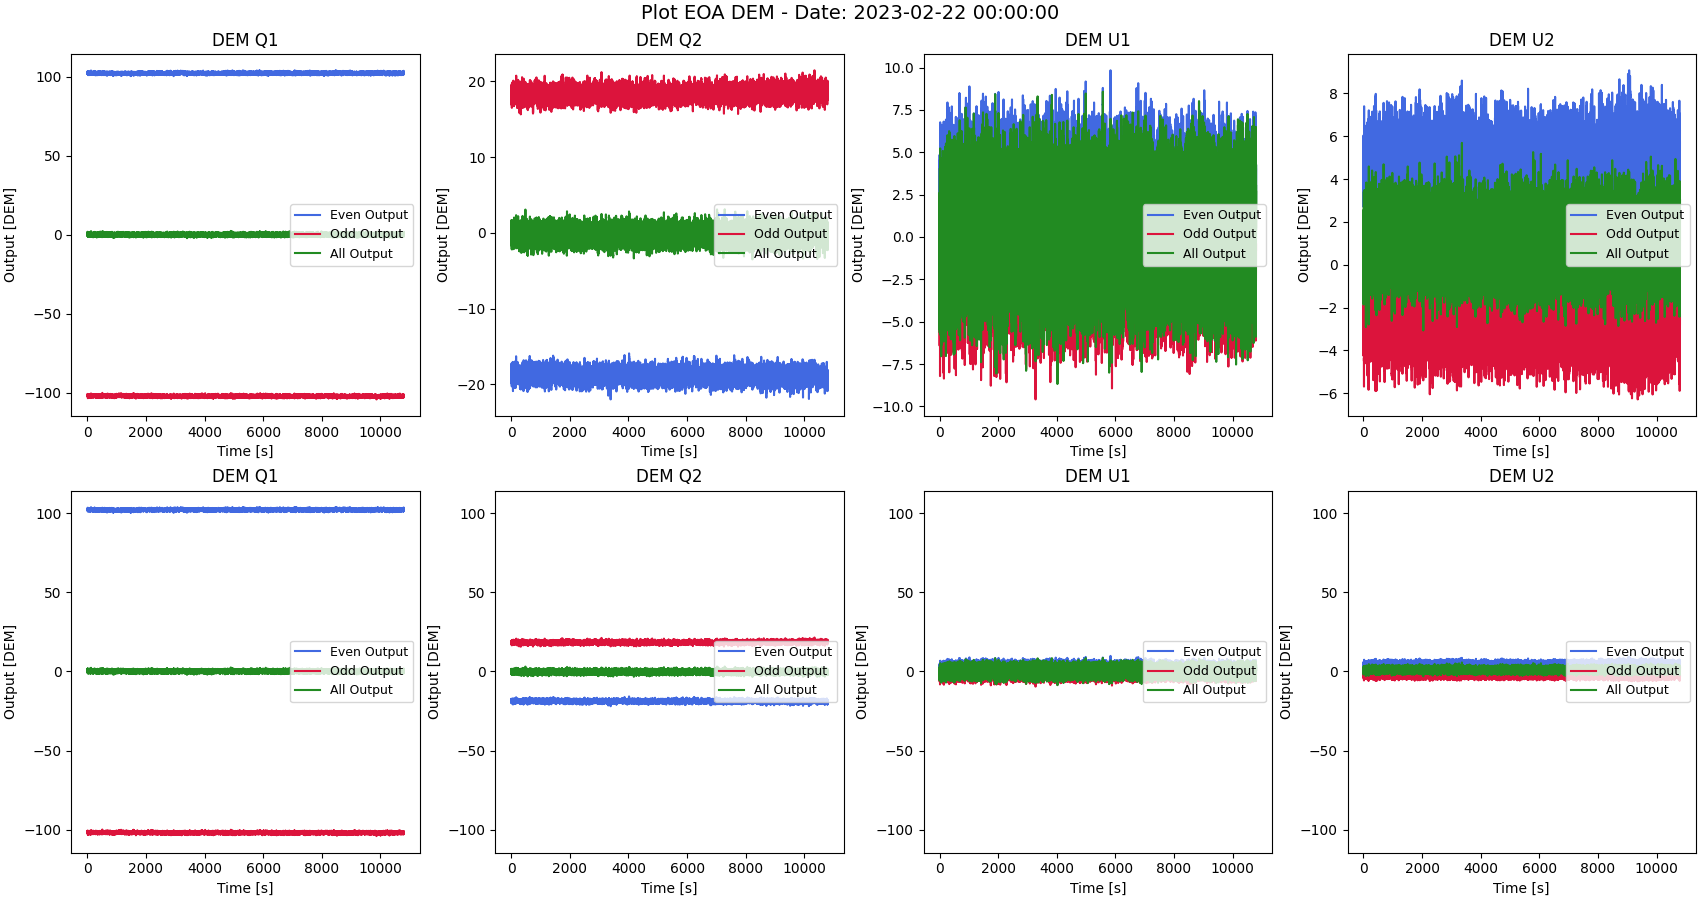 Plot EOA DEM - Date: 2023-02-22 00:00:00
DEM Q1
Output [DEM]
100
50
0
−50
−100
Even Output
Odd Output
All Output
0 2000 4000 6000 8000 10000
Time [s]
DEM Q2
Output [DEM]
20
10
0
−10
−20
Even Output
Odd Output
All Output
0 2000 4000 6000 8000 10000
Time [s]
DEM U1
Output [DEM]
10.0
7.5
5.0
2.5
0.0
−2.5
−5.0
−7.5
−10.0
Even Output
Odd Output
All Output
0 2000 4000 6000 8000 10000
Time [s]
DEM U2
Output [DEM]
8
6
4
2
0
−2
−4
−6
Even Output
Odd Output
All Output
0 2000 4000 6000 8000 10000
Time [s]
DEM Q1
Output [DEM]
100
50
0
−50
−100
Even Output
Odd Output
All Output
0 2000 4000 6000 8000 10000
Time [s]
DEM Q2
Output [DEM]
100
50
0
−50
−100
Even Output
Odd Output
All Output
0 2000 4000 6000 8000 10000
Time [s]
DEM U1
Output [DEM]
100
50
0
−50
−100
Even Output
Odd Output
All Output
0 2000 4000 6000 8000 10000
Time [s]
DEM U2
Output [DEM]
100
50
0
−50
−100
Even Output
Odd Output
All Output
0 2000 4000 6000 8000 10000
Time [s]